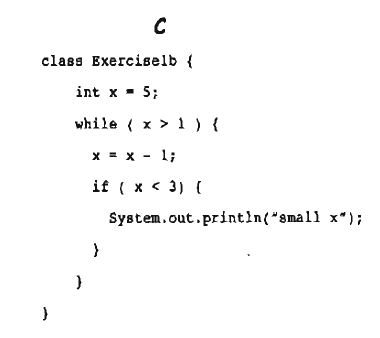 C
class Exercise1b {
int x = 5;
while ( x > 1 ) {
x = x - 1;
if ( x < 3) {
System.out.println("small x");
}
}
}